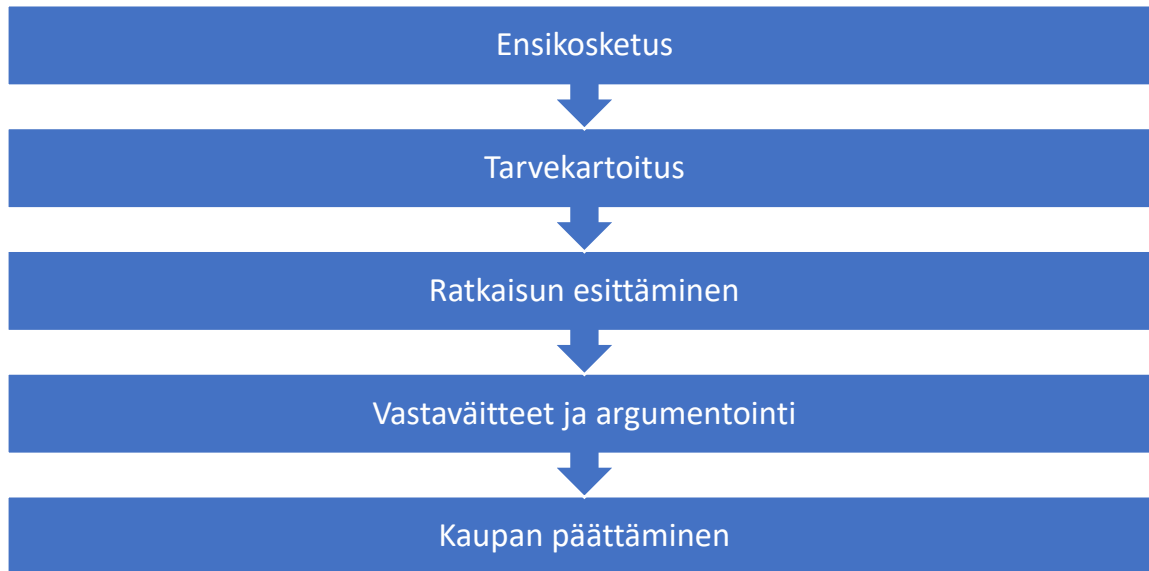 Ensikosketus
Tarvekartoitus
Ratkaisun esittäminen
Vastaväitteet ja argumentointi
Kaupan päättäminen